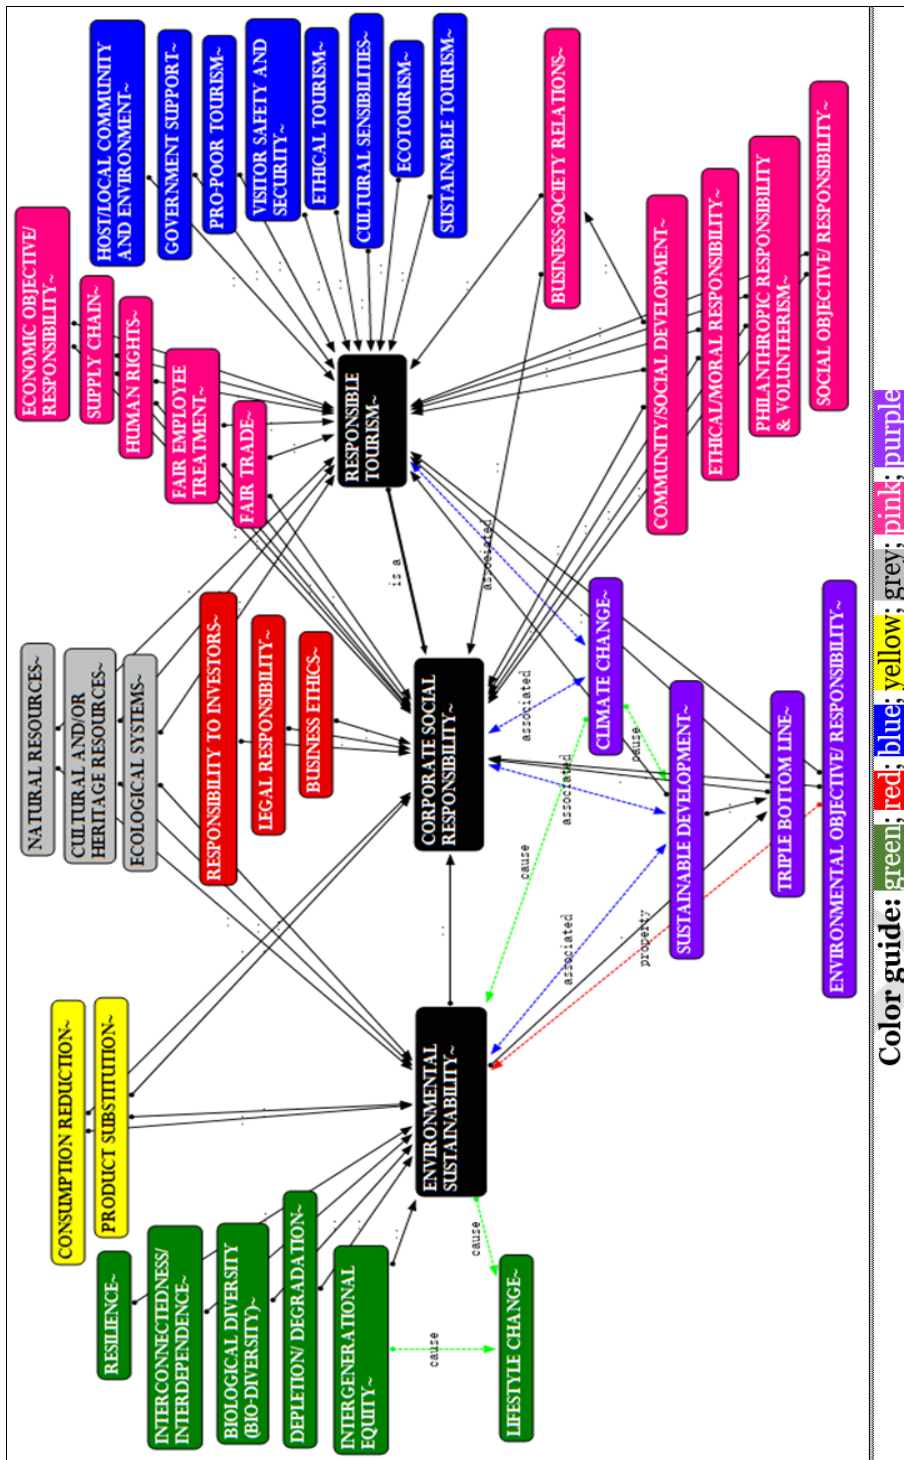 RESILIENCE~
INTERCONNECTEDNESS/
INTERDEPENDENCE~
BIOLOGICAL DIVERSITY
(BIO-DIVERSITY)~
DEPLETION/ DEGRADATION~
INTERGENERATIONAL
EQUITY~
LIFESTYLE CHANGE~
cause
cause
CONSUMPTION REDUCTION~
PRODUCT SUBSTITUTION~
ENVIRONMENTAL
SUSTAINABILITY~
NATURAL RESOURCES~
CULTURAL AND/OR
HERITAGE RESOURCES~
ECOLOGICAL SYSTEMS~
RESPONSIBILITY TO INVESTORS~
LEGAL RESPONSIBILITY~
BUSINESS ETHICS~
CORPORATE SOCIAL
RESPONSIBILITY~
is a
associated
associated
associated
associated
cause
cause
property
CLIMATE CHANGE~
SUSTAINABLE DEVELOPMENT~
TRIPLE BOTTOM LINE~
ENVIRONMENTAL OBJECTIVE/ RESPONSIBILITY~
ECONOMIC OBJECTIVE/
RESPONSIBILITY~
SUPPLY CHAIN~
HUMAN RIGHTS~
FAIR EMPLOYEE
TREATMENT~
FAIR TRADE~
RESPONSIBLE
TOURISM~
HOST/LOCAL COMMUNITY
AND ENVIRONMENT~
GOVERNMENT SUPPORT~
PRO-POOR TOURISM~
VISITOR SAFETY AND
SECURITY~
ETHICAL TOURISM~
CULTURAL SENSIBILITIES~
ECOTOURISM~
SUSTAINABLE TOURISM~
BUSINESS-SOCIETY RELATIONS~
COMMUNITY/SOCIAL DEVELOPMENT~
ETHICAL/MORAL RESPONSIBILITY~
PHILANTHROPIC RESPONSIBILITY
& VOLUNTEERISM~
SOCIAL OBJECTIVE/ RESPONSIBILITY~
Color guide: green; red; blue; yellow; grey; pink; purple